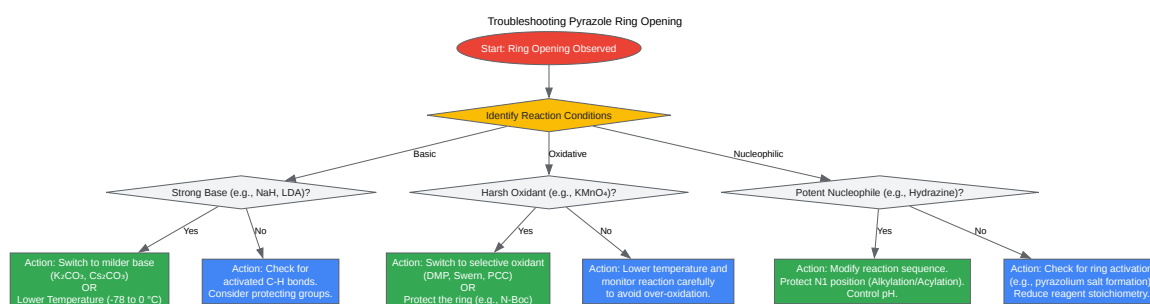 Troubleshooting Pyrazole Ring Opening
Start: Ring Opening Observed
Identify Reaction Conditions
Basic
Oxidative
Nucleophilic
Strong Base (e.g., NaH, LDA)?
Harsh Oxidant (e.g., KMnO₄)?
Potent Nucleophile (e.g., Hydrazine)?
Yes
No
Yes
No
Yes
No
Action: Switch to milder base
(K₂CO₃, Cs₂CO₃)
OR
Lower Temperature (-78 to 0 °C)
Action: Check for
activated C-H bonds.
Consider protecting groups.
Action: Switch to selective oxidant
(DMP, Swern, PCC)
OR
Protect the ring (e.g., N-Boc)
Action: Lower temperature and
monitor reaction carefully
to avoid over-oxidation.
Action: Modify reaction sequence.
Protect N1 position (Alkylation/Acylation).
Control pH.
Action: Check for ring activation
(e.g., pyrazolium salt formation)
Reduce reagent stoichiometry.